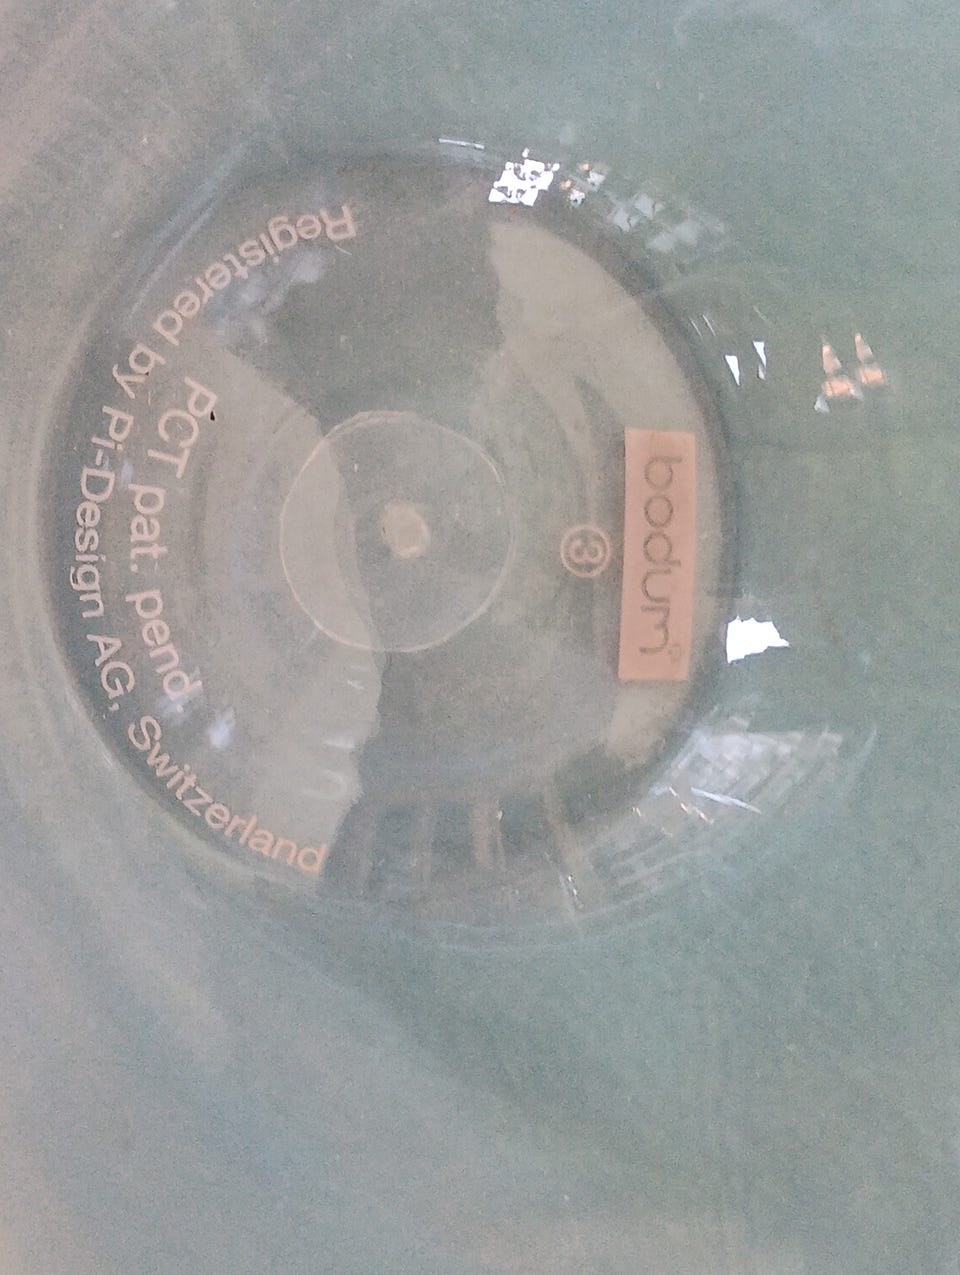 bodum®
3
PCT pat. pend.
Registered by Pi-Design AG, Switzerland